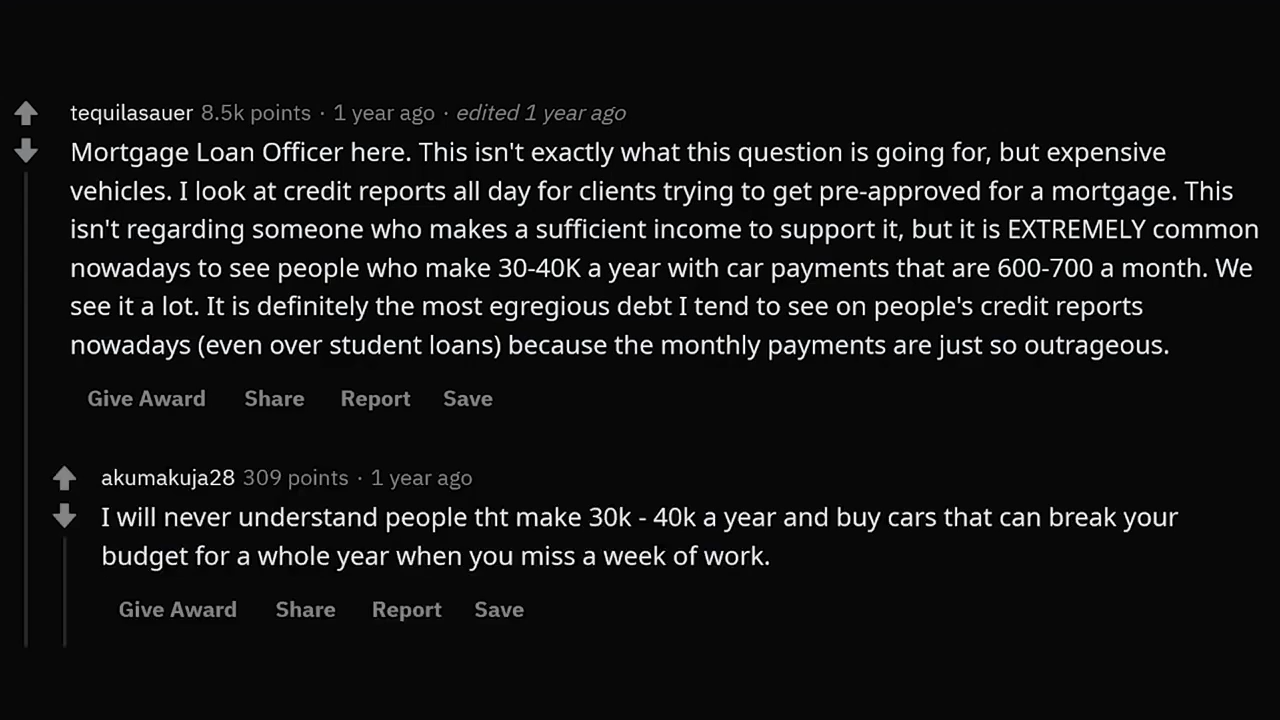 tequilasauer 8.5k points · 1 year ago · edited 1 year ago
Mortgage Loan Officer here. This isn't exactly what this question is going for, but expensive
vehicles. I look at credit reports all day for clients trying to get pre-approved for a mortgage. This
isn't regarding someone who makes a sufficient income to support it, but it is EXTREMELY common
nowadays to see people who make 30-40K a year with car payments that are 600-700 a month. We
see it a lot. It is definitely the most egregious debt I tend to see on people's credit reports
nowadays (even over student loans) because the monthly payments are just so outrageous.
Give Award Share Report Save
akumakuja28 309 points · 1 year ago
I will never understand people tht make 30k - 40k a year and buy cars that can break your
budget for a whole year when you miss a week of work.
Give Award Share Report Save